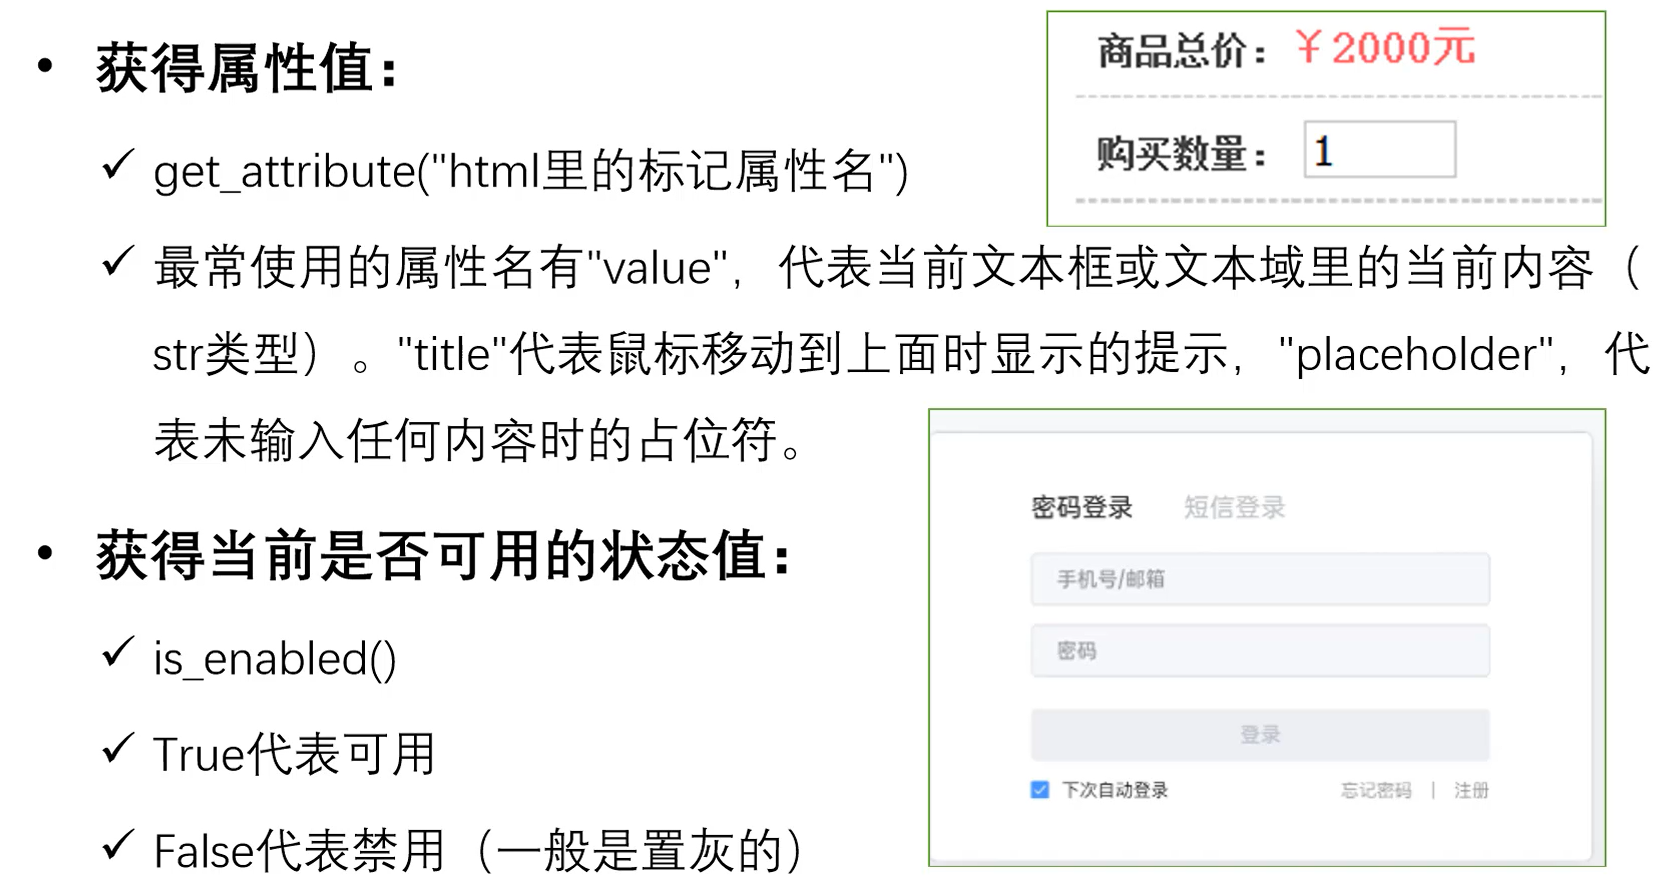 • 获得属性值：
✓ get_attribute("html里的标记属性名")
✓ 最常使用的属性名有"value"，代表当前文本框或文本域里的当前内容（
str类型）。"title"代表鼠标移动到上面时显示的提示，"placeholder"，代
表未输入任何内容时的占位符。
• 获得当前是否可用的状态值：
✓ is_enabled()
✓ True代表可用
✓ False代表禁用（一般是置灰的）
商品总价：￥2000元
购买数量：1
密码登录 短信登录
手机号/邮箱
密码
登录
下次自动登录 忘记密码 | 注册